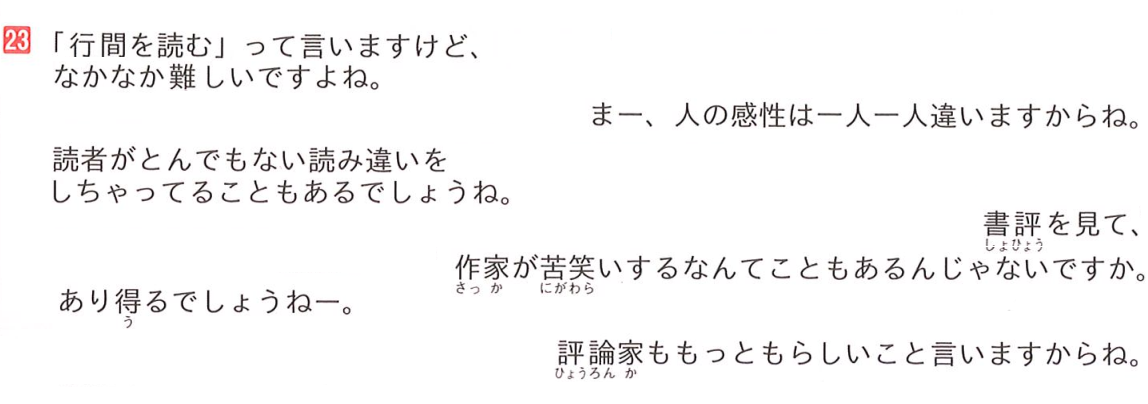 23 「行間を読む」って言いますけど、
なかなか難しいですよね。
まー、人の感性は一人一人違いますからね。
読者がとんでもない読み違いを
しちゃってることもあるでしょうね。
書評を見て、
しょひょう
作家が苦笑いするなんてこともあるんじゃないですか。
さっか にがわら
あり得るでしょうねー。
う
評論家ももっともらしいこと言いますからね。
ひょうろんか